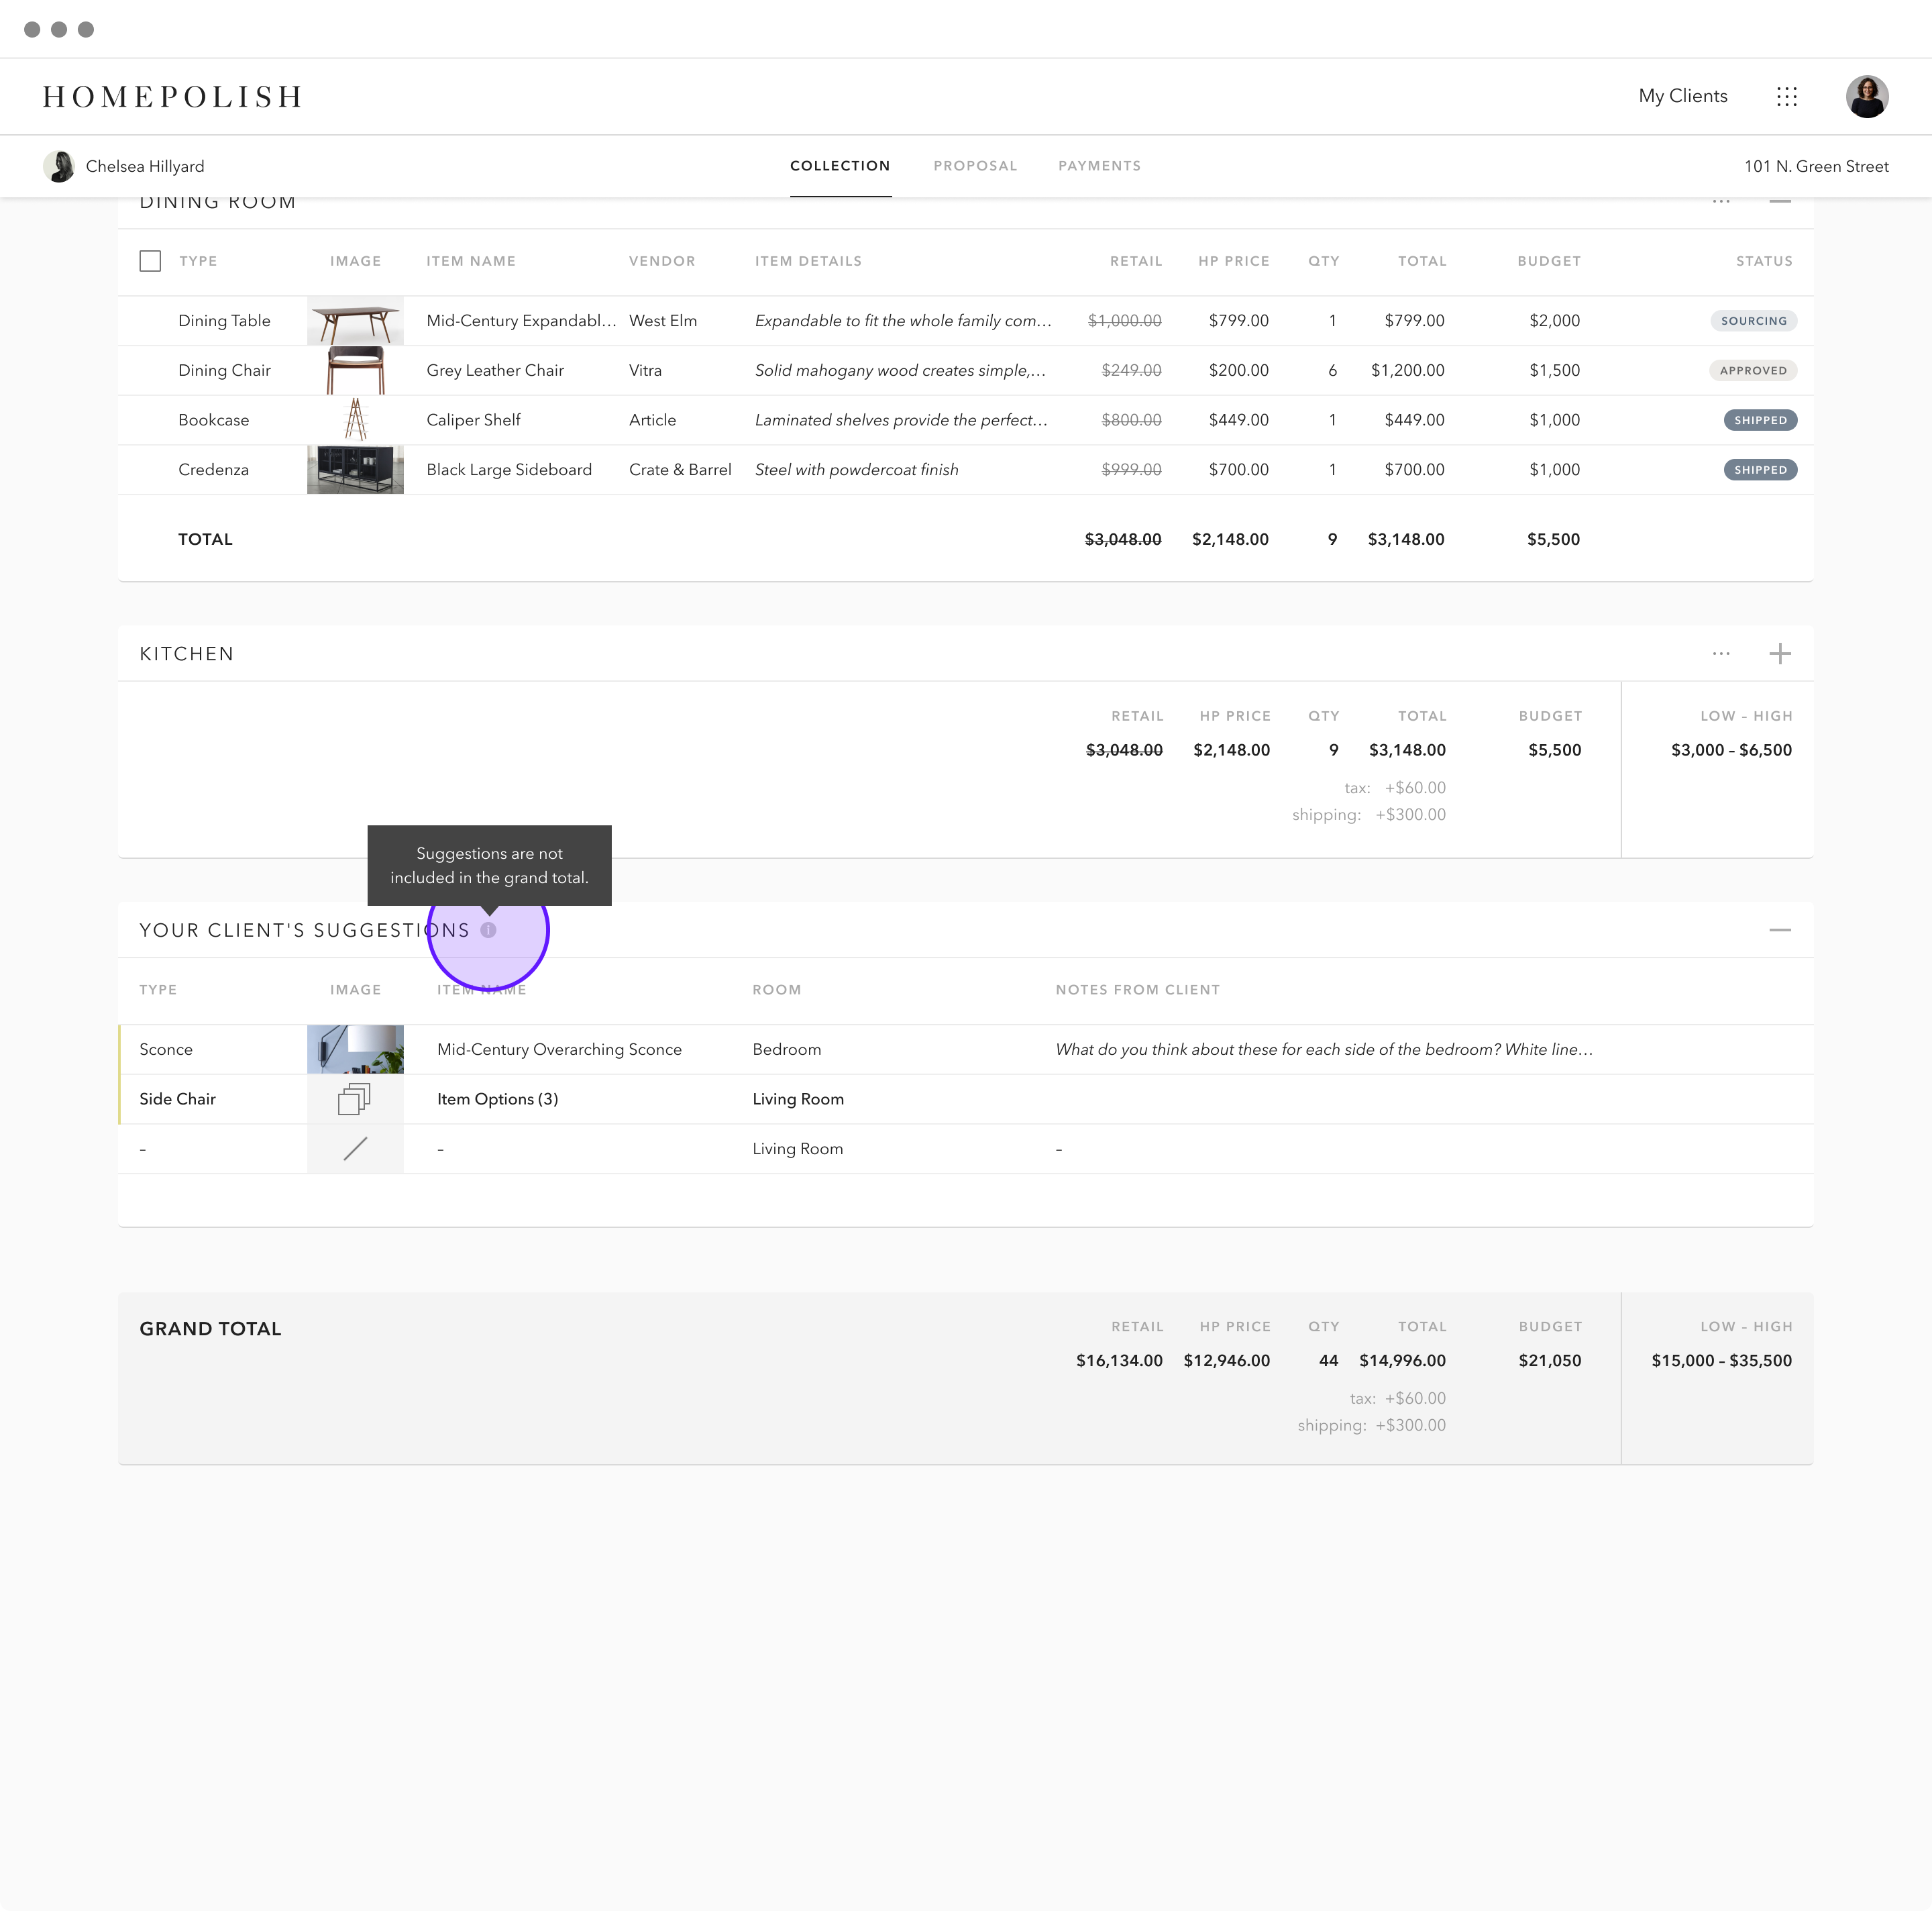 HOMEPOLISH
My Clients
Chelsea Hillyard
COLLECTION PROPOSAL PAYMENTS
101 N. Green Street
DINING ROOM
TYPE IMAGE ITEM NAME VENDOR ITEM DETAILS RETAIL HP PRICE QTY TOTAL BUDGET STATUS
Dining Table Mid-Century Expandabl... West Elm Expandable to fit the whole family com... $1,000.00 $799.00 1 $799.00 $2,000 SOURCING
Dining Chair Grey Leather Chair Vitra Solid mahogany wood creates simple,... $249.00 $200.00 6 $1,200.00 $1,500 APPROVED
Bookcase Caliper Shelf Article Laminated shelves provide the perfect... $800.00 $449.00 1 $449.00 $1,000 SHIPPED
Credenza Black Large Sideboard Crate & Barrel Steel with powdercoat finish $999.00 $700.00 1 $700.00 $1,000 SHIPPED
TOTAL $3,048.00 $2,148.00 9 $3,148.00 $5,500
KITCHEN
RETAIL HP PRICE QTY TOTAL BUDGET LOW – HIGH
$3,048.00 $2,148.00 9 $3,148.00 $5,500 $3,000 – $6,500
tax: +$60.00
shipping: +$300.00
Suggestions are not
included in the grand total.
YOUR CLIENT'S SUGGESTIONS i
TYPE IMAGE ITEM NAME ROOM NOTES FROM CLIENT
Sconce Mid-Century Overarching Sconce Bedroom What do you think about these for each side of the bedroom? White line...
Side Chair Item Options (3) Living Room
– – Living Room –
GRAND TOTAL
RETAIL HP PRICE QTY TOTAL BUDGET LOW – HIGH
$16,134.00 $12,946.00 44 $14,996.00 $21,050 $15,000 – $35,500
tax: +$60.00
shipping: +$300.00